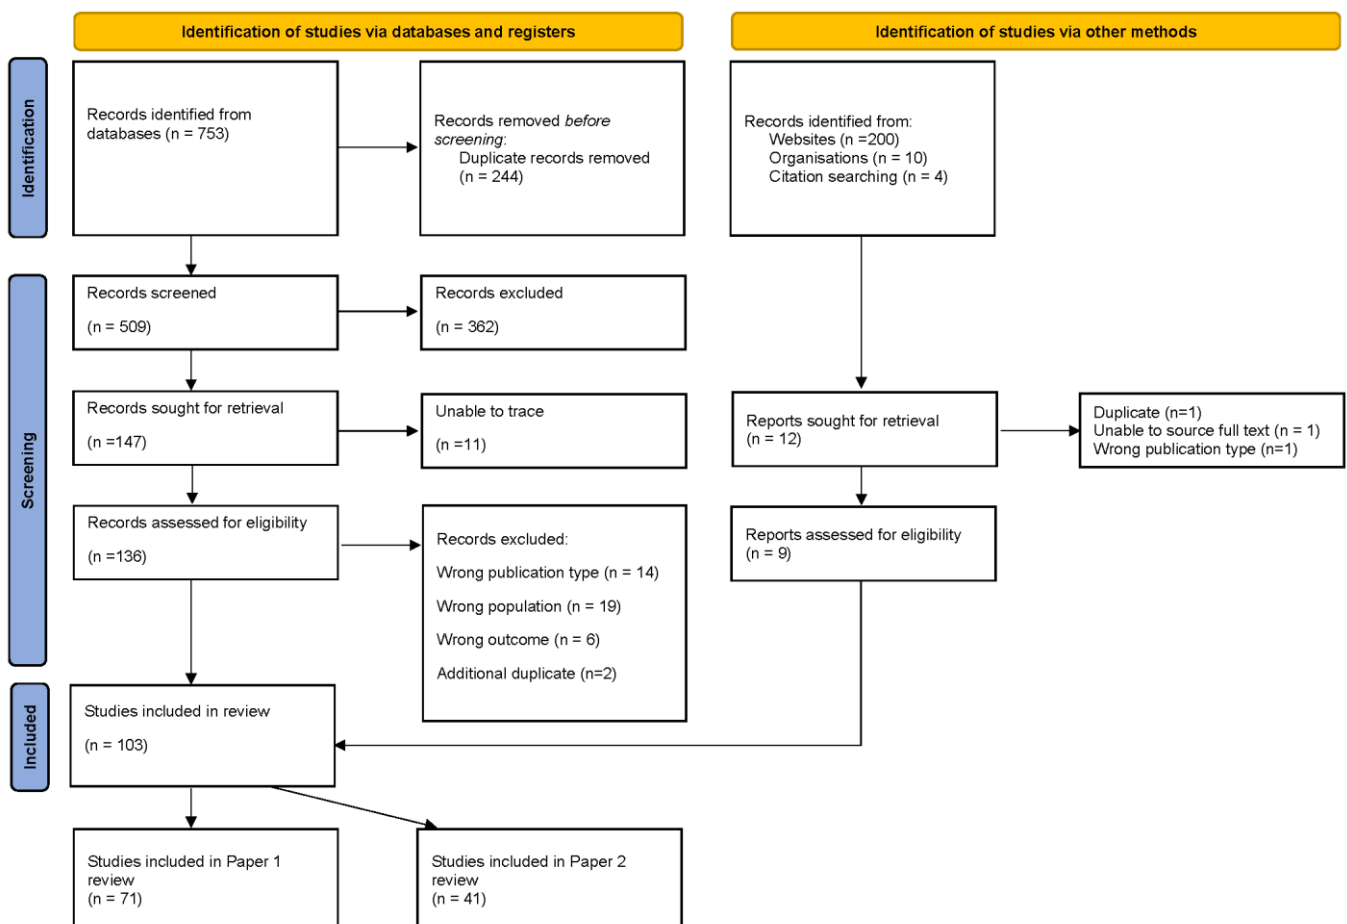 Identification of studies via databases and registers
Identification of studies via other methods
Identification
Records identified from
databases (n = 753)
Records removed before
screening:
Duplicate records removed
(n = 244)
Records identified from:
Websites (n =200)
Organisations (n = 10)
Citation searching (n = 4)
Screening
Records screened
(n = 509)
Records excluded
(n = 362)
Records sought for retrieval
(n =147)
Unable to trace
(n =11)
Reports sought for retrieval
(n = 12)
Duplicate (n=1)
Unable to source full text (n = 1)
Wrong publication type (n=1)
Records assessed for eligibility
(n =136)
Records excluded:
Wrong publication type (n = 14)
Wrong population (n = 19)
Wrong outcome (n = 6)
Additional duplicate (n=2)
Reports assessed for eligibility
(n = 9)
Included
Studies included in review
(n = 103)
Studies included in Paper 1
review
(n = 71)
Studies included in Paper 2
review
(n = 41)